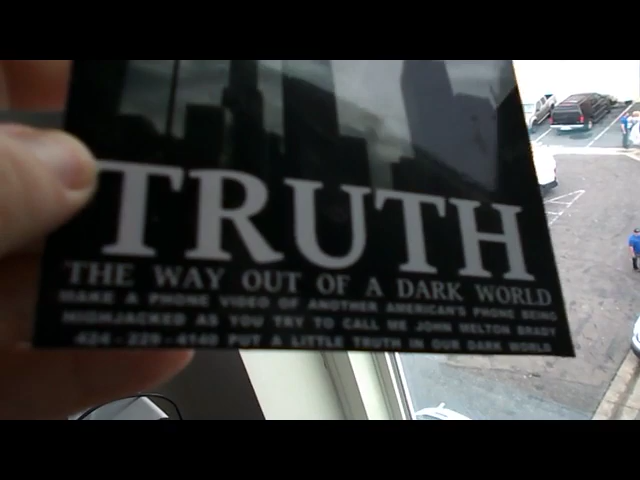 TRUTH
THE WAY OUT OF A DARK WORLD
MAKE A PHONE VIDEO OF ANOTHER AMERICAN'S PHONE BEING
HIGHJACKED AS YOU TRY TO CALL ME JOHN MELTON BRADY
424-229-4140 PUT A LITTLE TRUTH IN OUR DARK WORLD